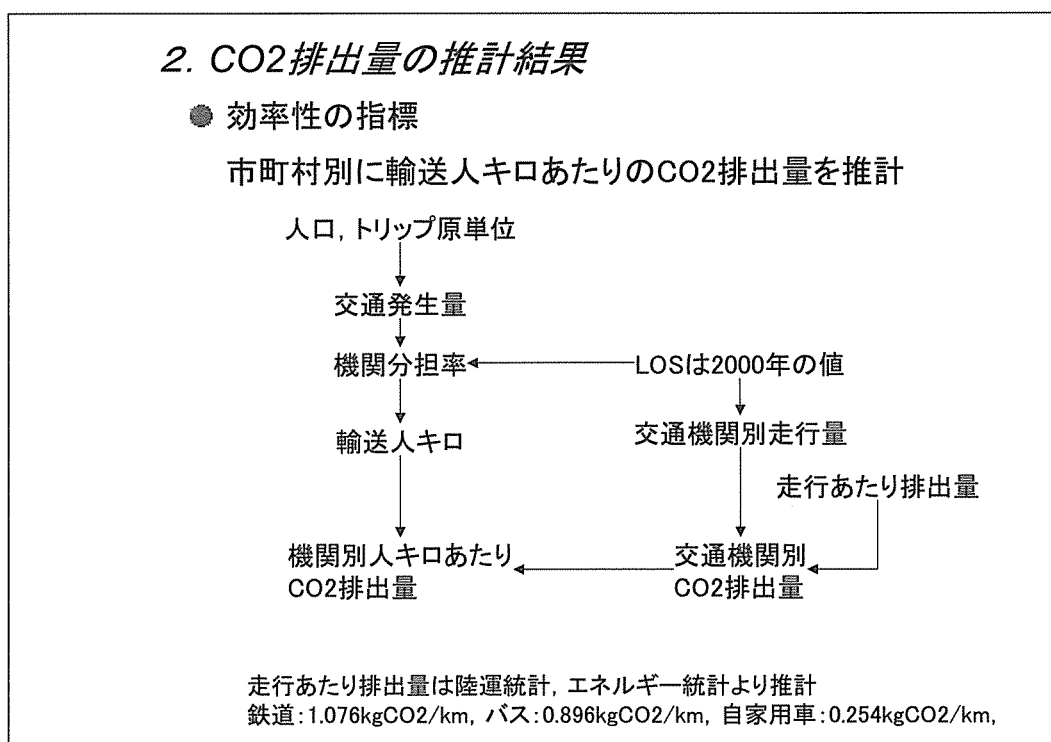 2. CO2排出量の推計結果
● 効率性の指標
市町村別に輸送人キロあたりのCO2排出量を推計
人口, トリップ原単位
交通発生量
機関分担率
LOSは2000年の値
輸送人キロ
交通機関別走行量
走行あたり排出量
機関別人キロあたり
CO2排出量
交通機関別
CO2排出量
走行あたり排出量は陸運統計, エネルギー統計より推計
鉄道:1.076kgCO2/km, バス:0.896kgCO2/km, 自家用車:0.254kgCO2/km,